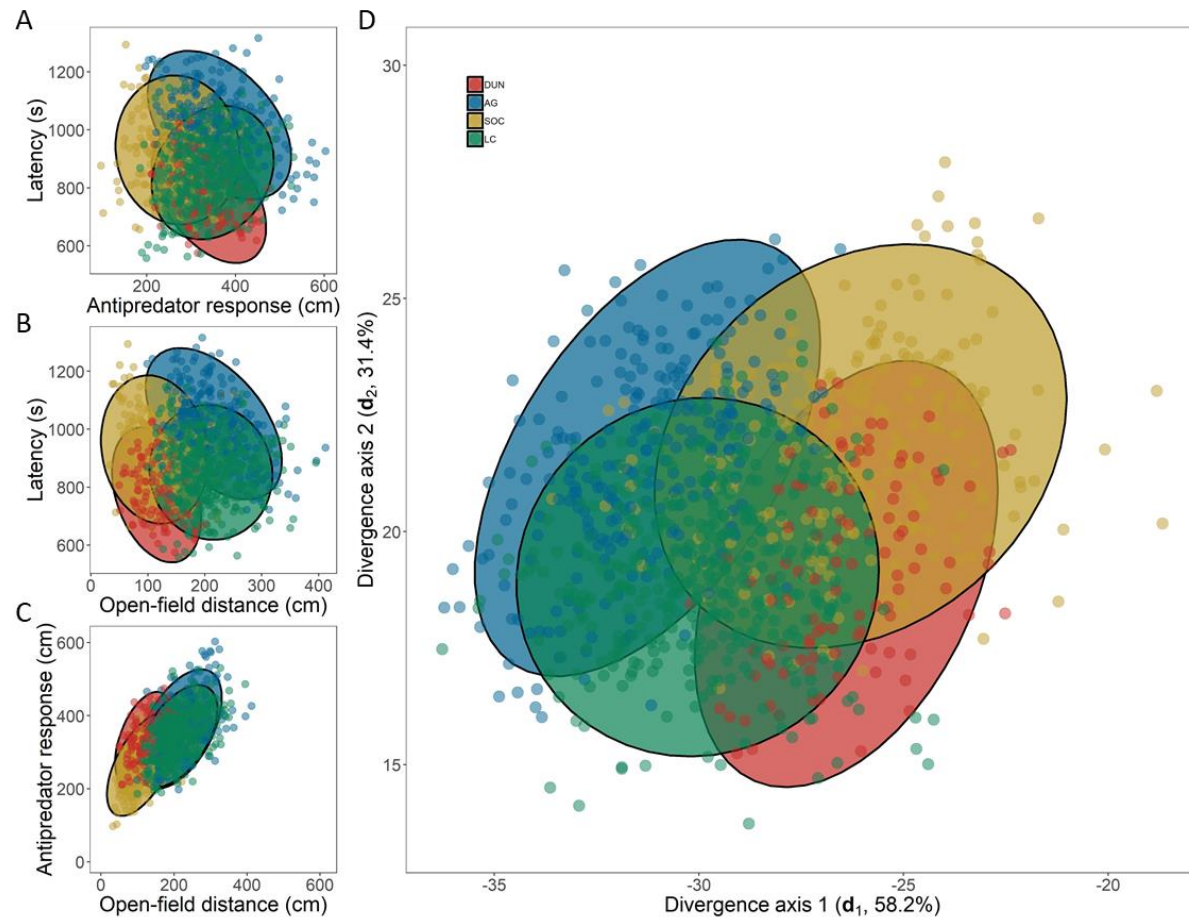 A
1200
1000
800
600
Latency (s)
200
400
600
Antipredator response (cm)
B
1200
1000
800
600
Latency (s)
0
100
200
300
400
Open-field distance (cm)
C
600
400
200
0
Antipredator response (cm)
0
200
400
600
Open-field distance (cm)
D
30
25
20
15
Divergence axis 2 (d2, 31.4%)
DUN
AG
SOC
LC
-35
-30
-25
-20
Divergence axis 1 (d1, 58.2%)